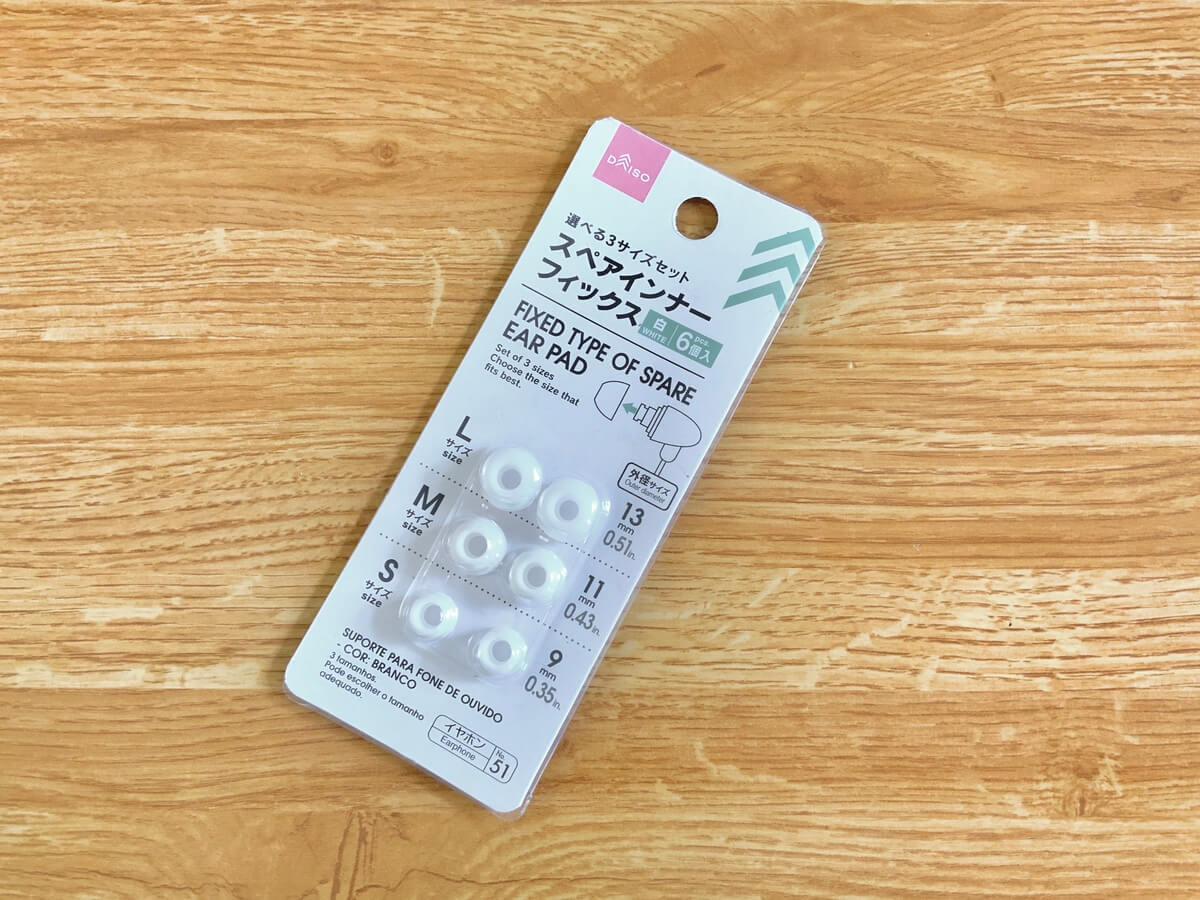 DAISO
選べる3サイズセット
スペアインナー
フィックス
白
WHITE
6 pcs.
個入
FIXED TYPE OF SPARE
EAR PAD
Set of 3 sizes
Choose the size that
fits best.
外径サイズ
Outer diameter
L
サイズ
size
13
mm
0.51in.
M
サイズ
size
11
mm
0.43in.
S
サイズ
size
9
mm
0.35in.
SUPORTE PARA FONE DE OUVIDO
- COR: BRANCO
3 tamanhos.
Pode escolher o tamanho
adequado.
イヤホン
Earphone
No.
51